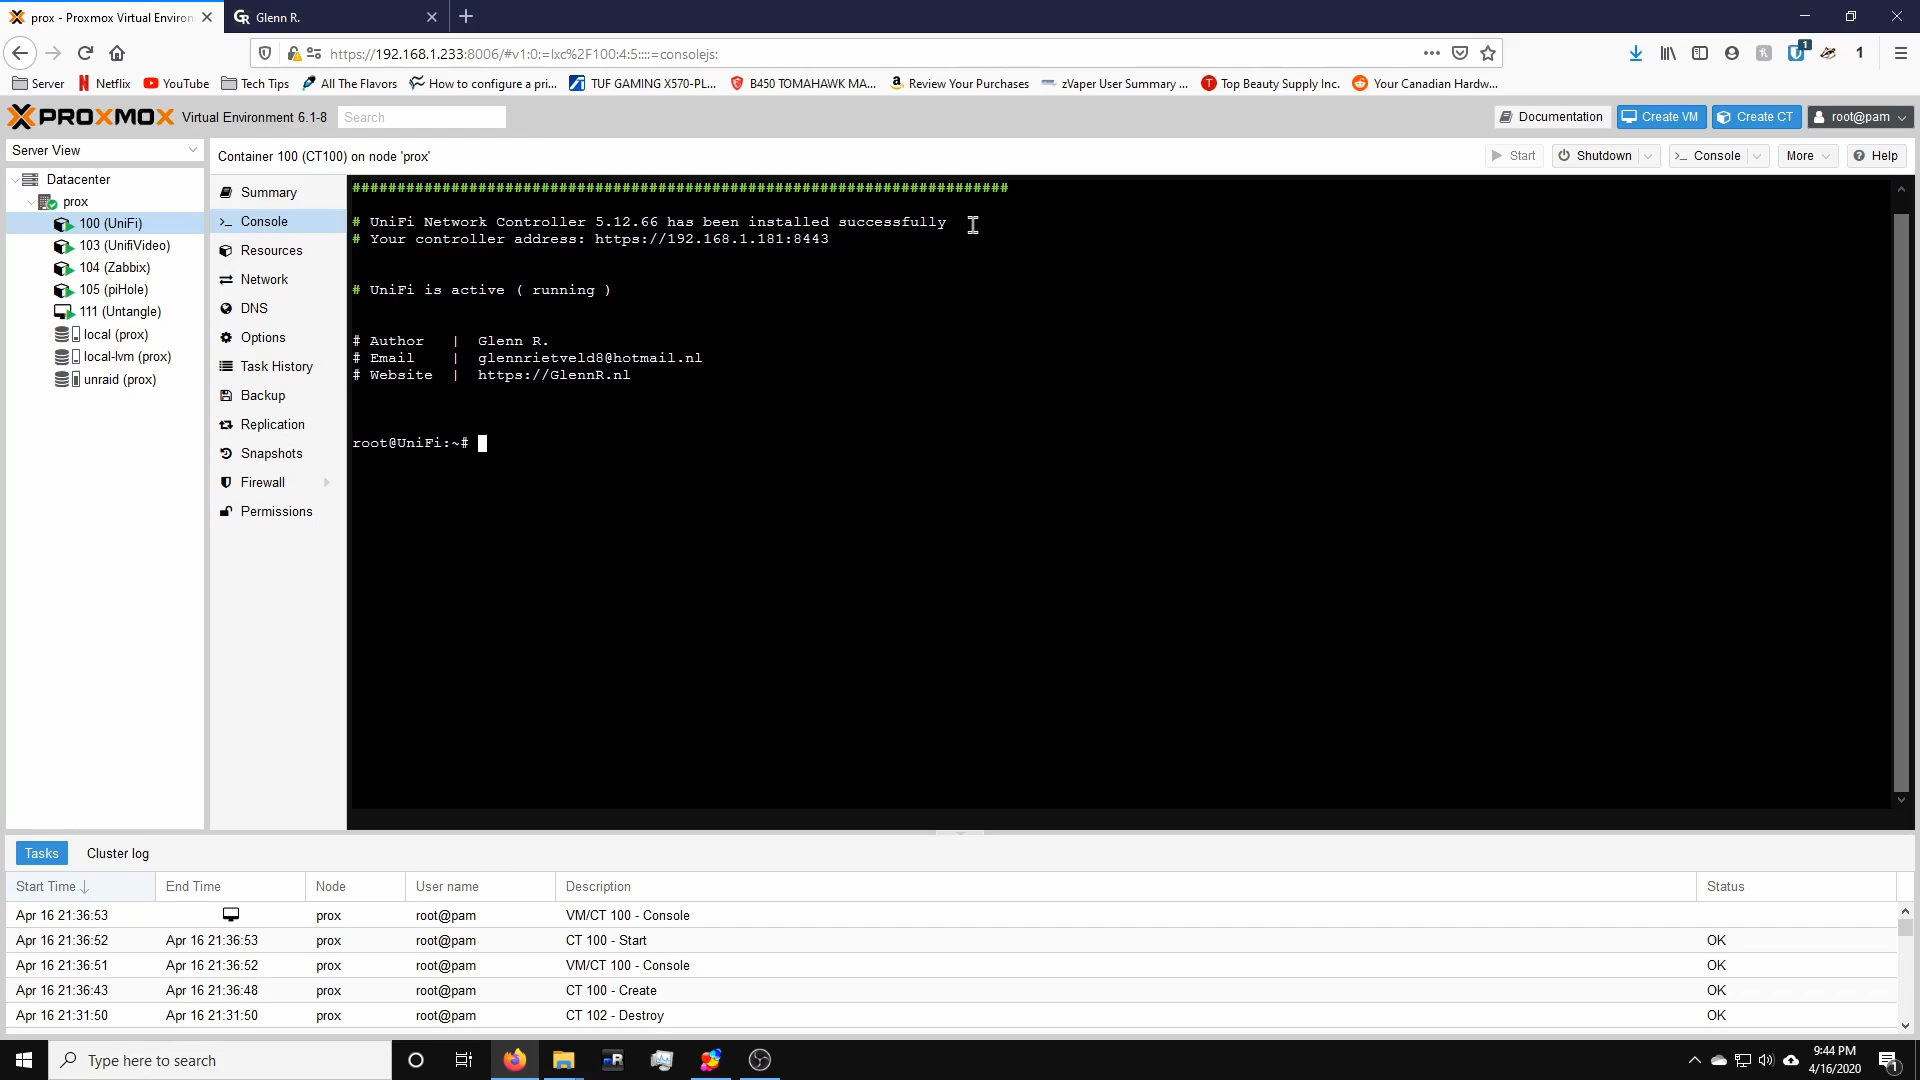 prox - Proxmox Virtual Environ
Glenn R.
https://192.168.1.233:8006/#v1:0:=lxc%2F100:4:5::::=consolejs:
1
1
Server
Netflix
YouTube
Tech Tips
All The Flavors
How to configure a pri...
TUF GAMING X570-PL...
B450 TOMAHAWK MA...
Review Your Purchases
zVaper User Summary ...
Top Beauty Supply Inc.
Your Canadian Hardw...
PROXMOX Virtual Environment 6.1-8
Search
Documentation
Create VM
Create CT
root@pam
Server View
Container 100 (CT100) on node 'prox'
Start
Shutdown
Console
More
Help
Datacenter
prox
100 (UniFi)
103 (UnifiVideo)
104 (Zabbix)
105 (piHole)
111 (Untangle)
local (prox)
local-lvm (prox)
unraid (prox)
Summary
Console
Resources
Network
DNS
Options
Task History
Backup
Replication
Snapshots
Firewall
Permissions
#########################################################################
# UniFi Network Controller 5.12.66 has been installed successfully
# Your controller address: https://192.168.1.181:8443
# UniFi is active ( running )
# Author | Glenn R.
# Email | glennrietveld8@hotmail.nl
# Website | https://GlennR.nl
root@UniFi:~#
Tasks
Cluster log
Start Time End Time Node User name Description Status
Apr 16 21:36:53 prox root@pam VM/CT 100 - Console
Apr 16 21:36:52 Apr 16 21:36:53 prox root@pam CT 100 - Start OK
Apr 16 21:36:51 Apr 16 21:36:52 prox root@pam VM/CT 100 - Console OK
Apr 16 21:36:43 Apr 16 21:36:48 prox root@pam CT 100 - Create OK
Apr 16 21:31:50 Apr 16 21:31:50 prox root@pam CT 102 - Destroy OK
Type here to search
9:44 PM
4/16/2020
1